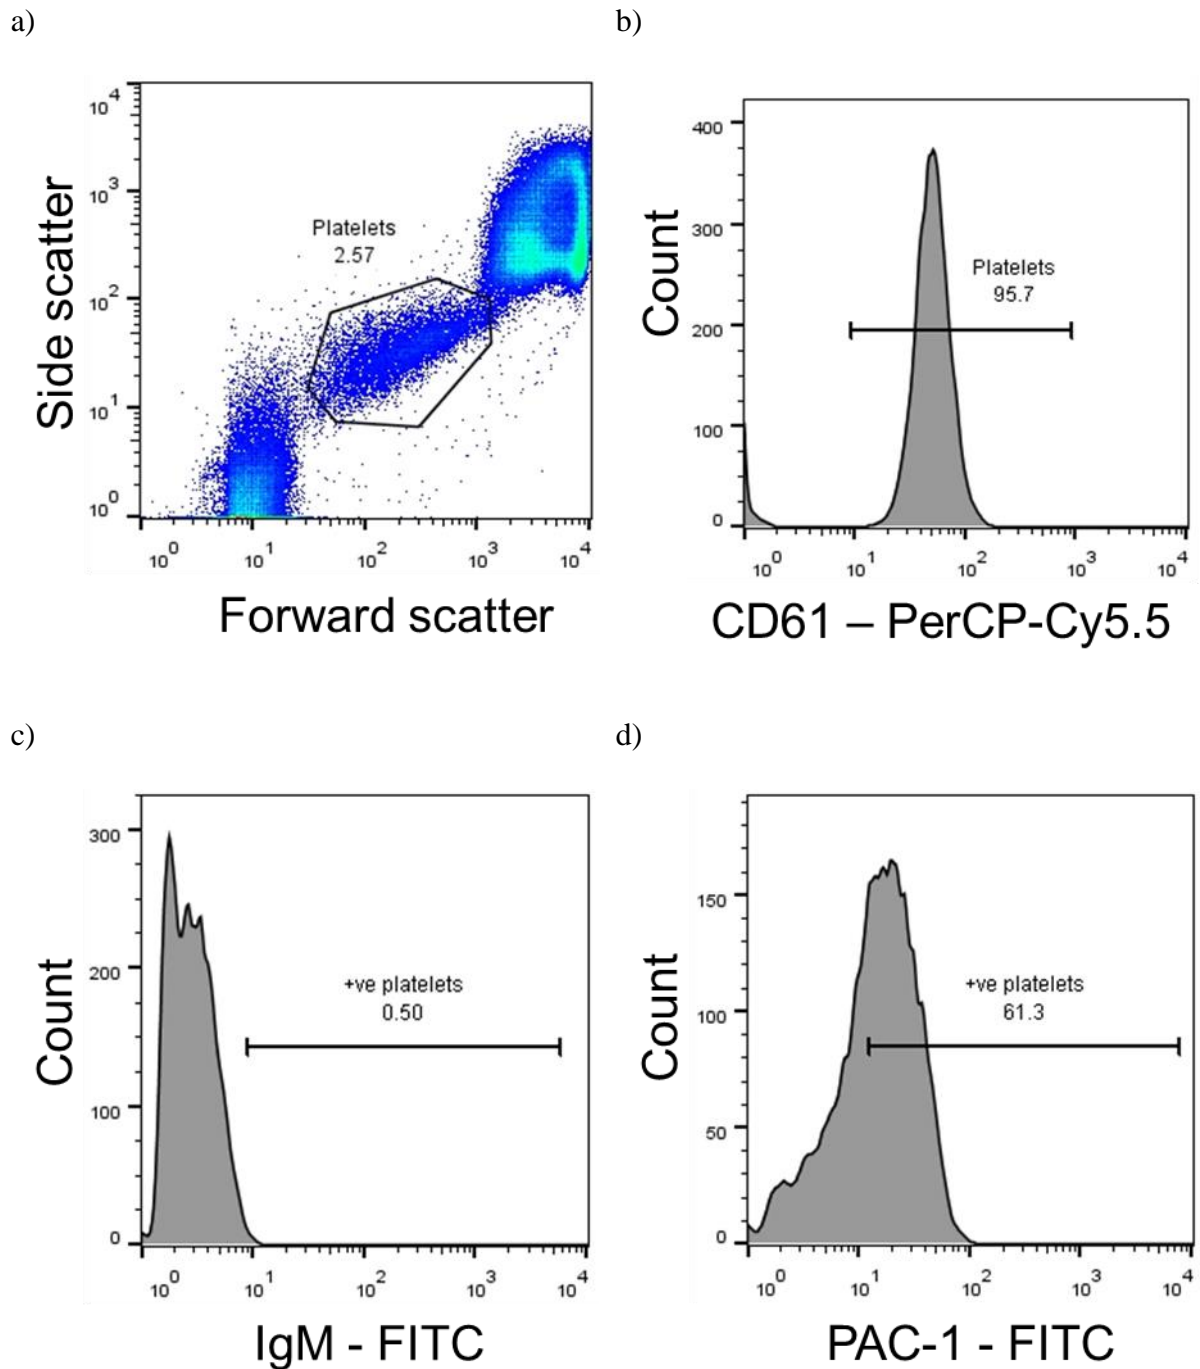 a)
b)
Side scatter
10^4
10^3
10^2
10^1
10^0
Platelets
2.57
10^0 10^1 10^2 10^3 10^4
Forward scatter
Count
400
300
200
100
0
Platelets
95.7
10^0 10^1 10^2 10^3 10^4
CD61 – PerCP-Cy5.5
c)
d)
Count
300
200
100
0
+ve platelets
0.50
10^0 10^1 10^2 10^3 10^4
IgM - FITC
Count
150
100
50
0
+ve platelets
61.3
10^0 10^1 10^2 10^3 10^4
PAC-1 - FITC